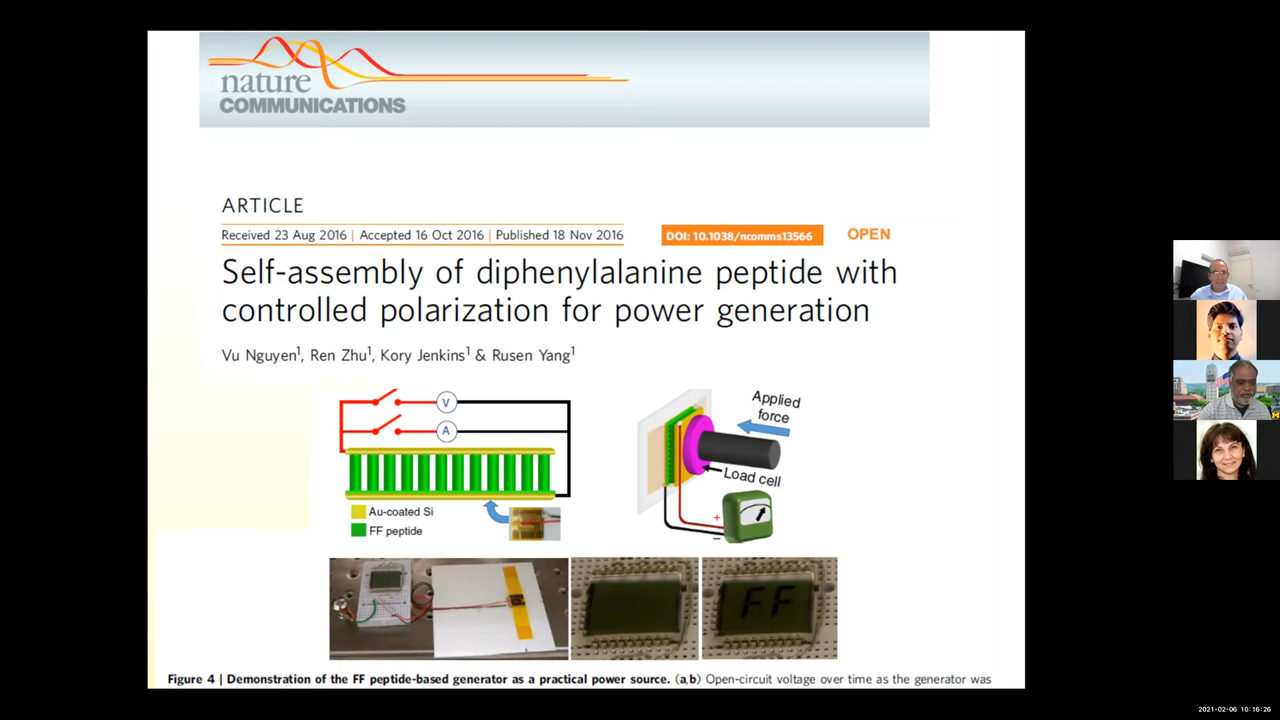 nature
COMMUNICATIONS
ARTICLE
Received 23 Aug 2016 | Accepted 16 Oct 2016 | Published 18 Nov 2016
DOI: 10.1038/ncomms13566
OPEN
Self-assembly of diphenylalanine peptide with
controlled polarization for power generation
Vu Nguyen1, Ren Zhu1, Kory Jenkins1 & Rusen Yang1
V
A
Au-coated Si
FF peptide
Applied
force
Load cell
+
−
FF
Figure 4 | Demonstration of the FF peptide-based generator as a practical power source. (a,b) Open-circuit voltage over time as the generator was
M
2021-02-06 10:16:26